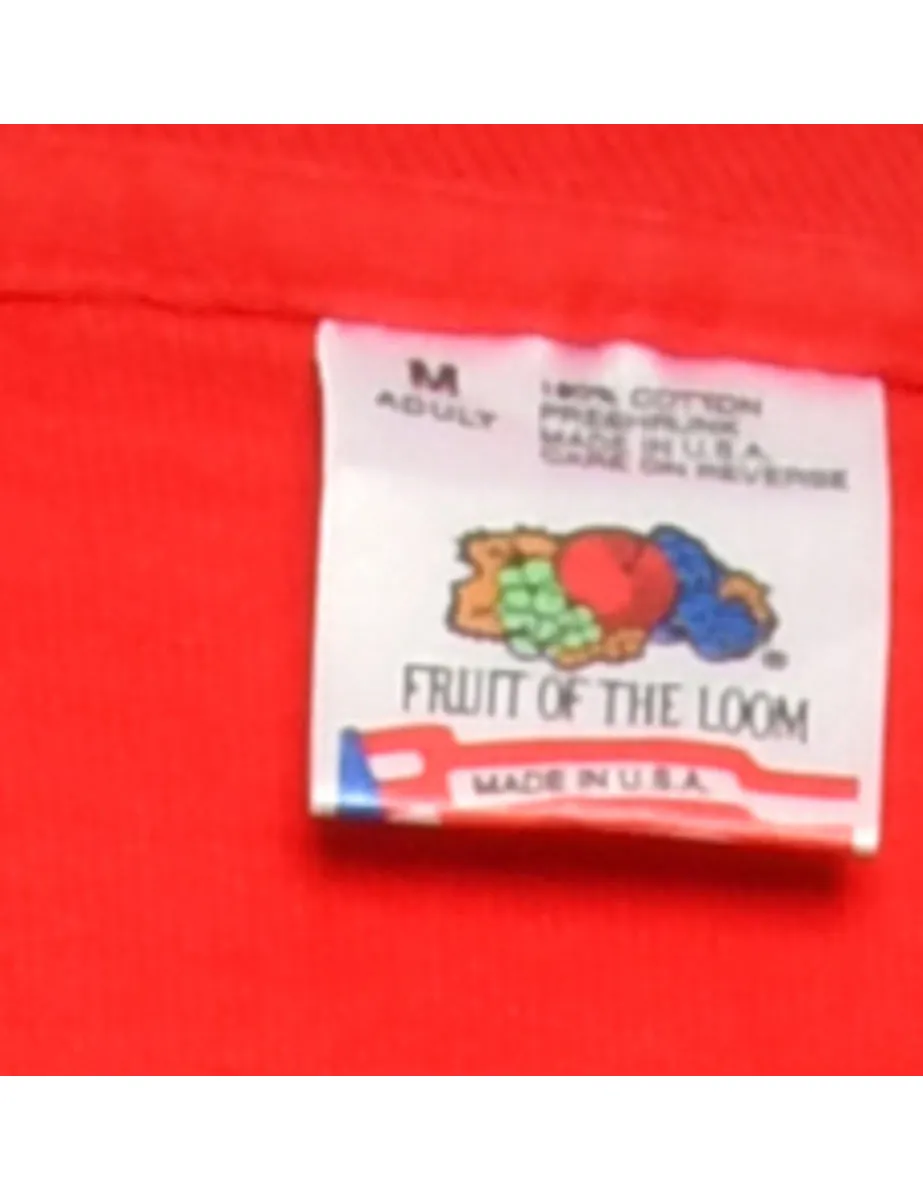 M
ADULT
100% COTTON
PRESHRUNK
MADE IN U.S.A.
CARE ON REVERSE
®
FRUIT OF THE LOOM
MADE IN U.S.A.